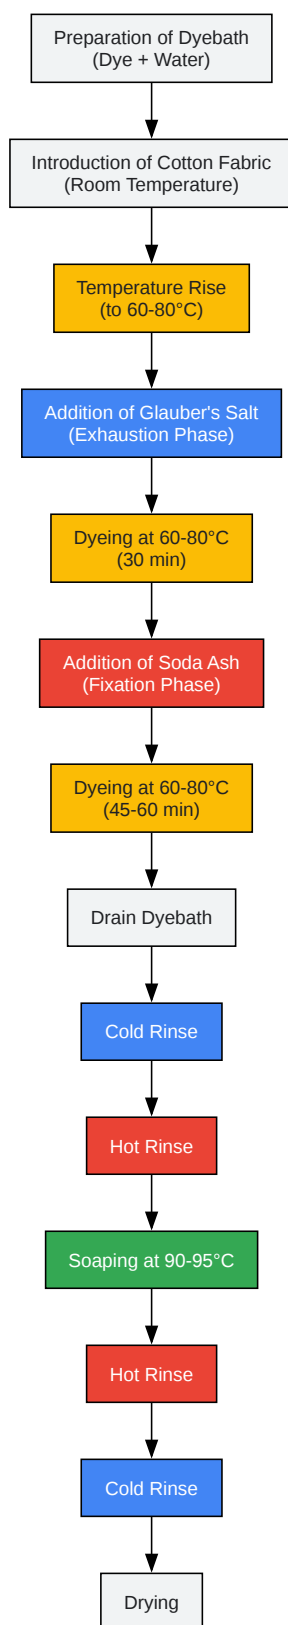 Preparation of Dyebath
(Dye + Water)
Introduction of Cotton Fabric
(Room Temperature)
Temperature Rise
(to 60-80°C)
Addition of Glauber's Salt
(Exhaustion Phase)
Dyeing at 60-80°C
(30 min)
Addition of Soda Ash
(Fixation Phase)
Dyeing at 60-80°C
(45-60 min)
Drain Dyebath
Cold Rinse
Hot Rinse
Soaping at 90-95°C
Hot Rinse
Cold Rinse
Drying